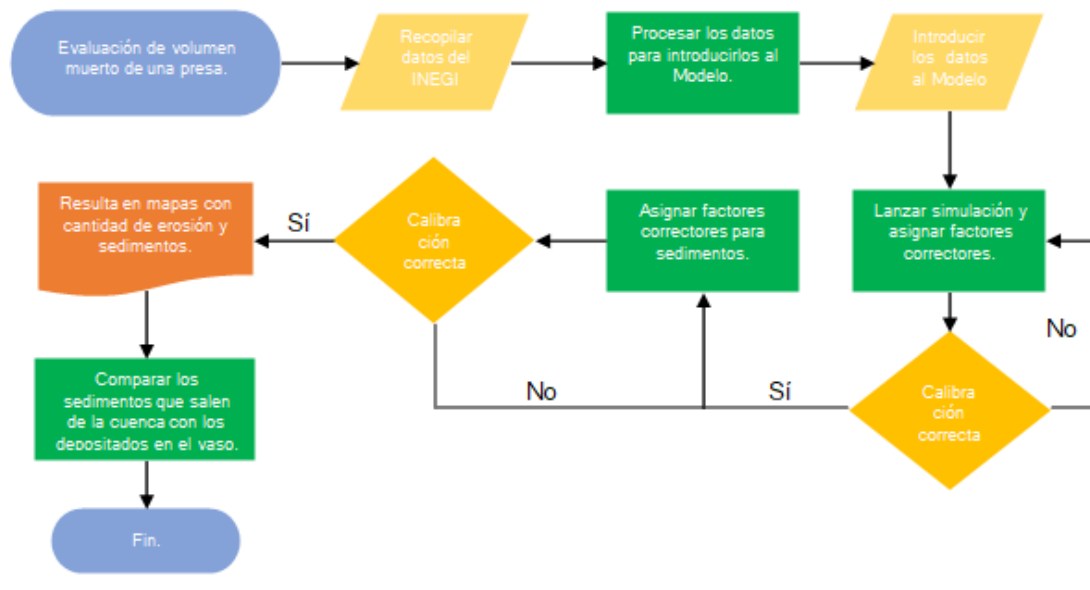 Evaluación de volumen
muerto de una presa.
Recopilar
datos del
INEGI
Procesar los datos
para introducirlos al
Modelo.
Introducir
los datos
al Modelo
Lanzar simulación y
asignar factores
correctores.
No
Calibra
ción
correcta
Sí
Asignar factores
correctores para
sedimentos.
Calibra
ción
correcta
No
Sí
Resulta en mapas con
cantidad de erosión y
sedimentos.
Comparar los
sedimentos que salen
de la cuenca con los
depositados en el vaso.
Fin.